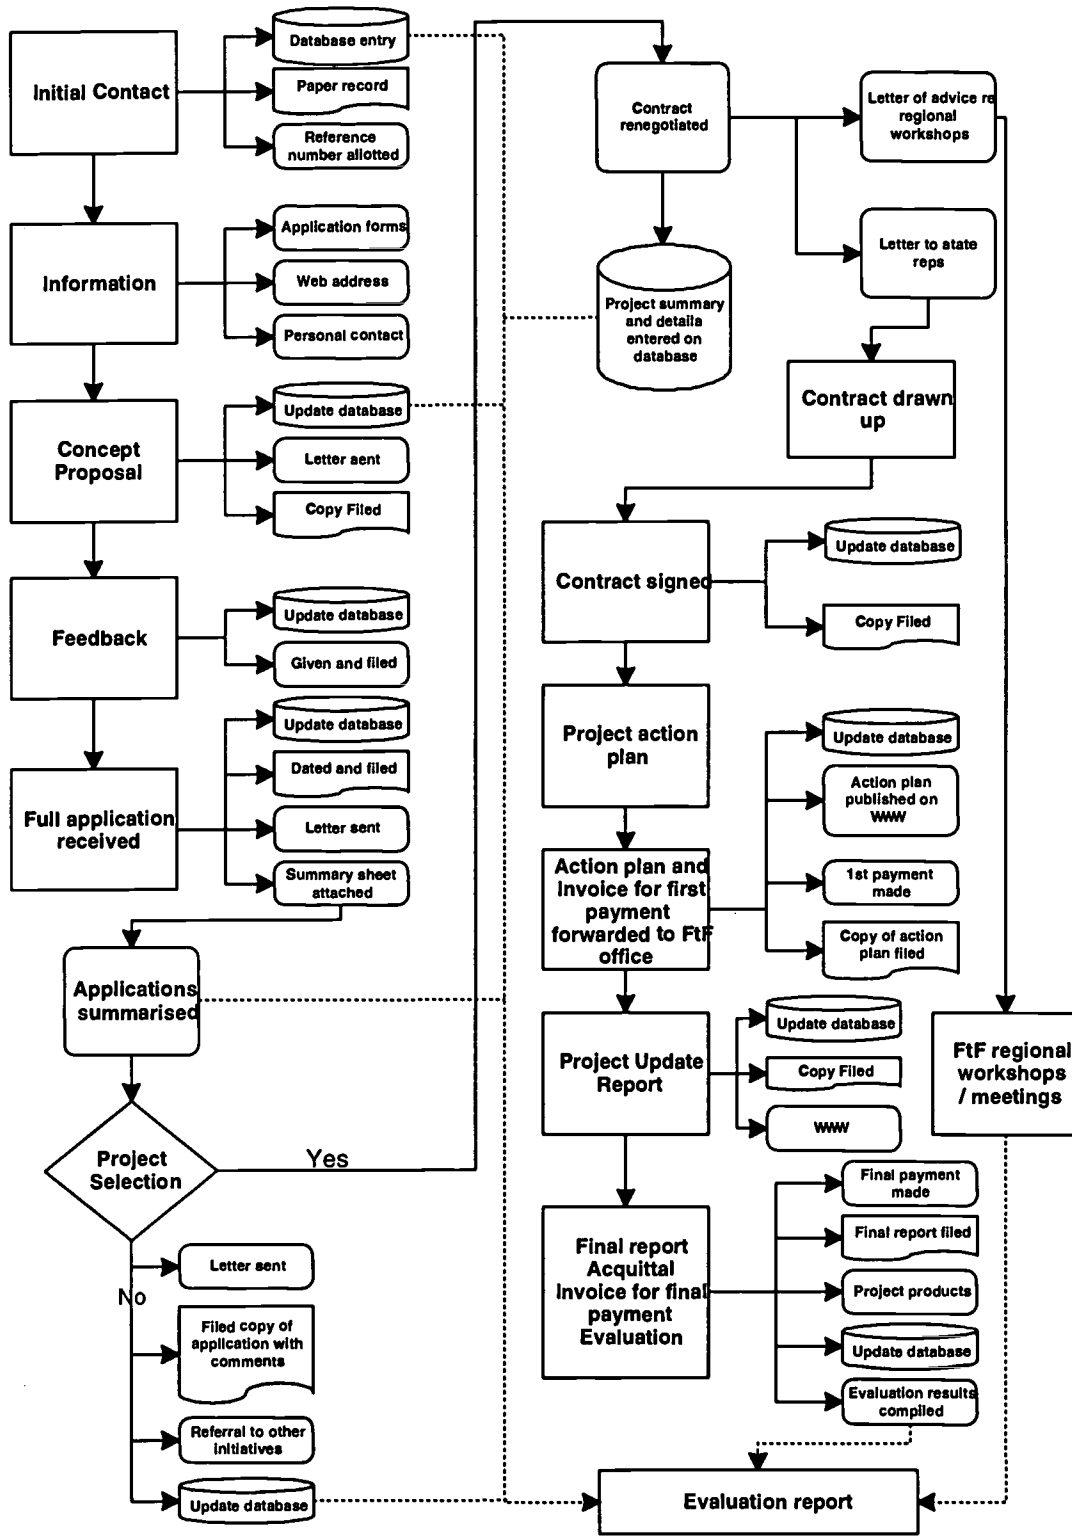 Initial Contact
Database entry
Paper record
Reference
number allotted
Information
Application forms
Web address
Personal contact
Concept
Proposal
Update database
Letter sent
Copy Filed
Feedback
Update database
Given and filed
Full application
received
Update database
Dated and filed
Letter sent
Summary sheet
attached
Applications
summarised
Project
Selection
Yes
No
Letter sent
Filed copy of
application with
comments
Referral to other
initiatives
Update database
Contract
renegotiated
Letter of advice re
regional
workshops
Letter to state
reps
Project summary
and details
entered on
database
Contract drawn
up
Contract signed
Update database
Copy Filed
Project action
plan
Update database
Action plan
published on
WWW
1st payment
made
Copy of action
plan filed
Action plan and
Invoice for first
payment
forwarded to FtF
office
Project Update
Report
Update database
Copy Filed
WWW
FtF regional
workshops
/ meetings
Final report
Acquittal
Invoice for final
payment
Evaluation
Final payment
made
Final report filed
Project products
Update database
Evaluation results
compiled
Evaluation report